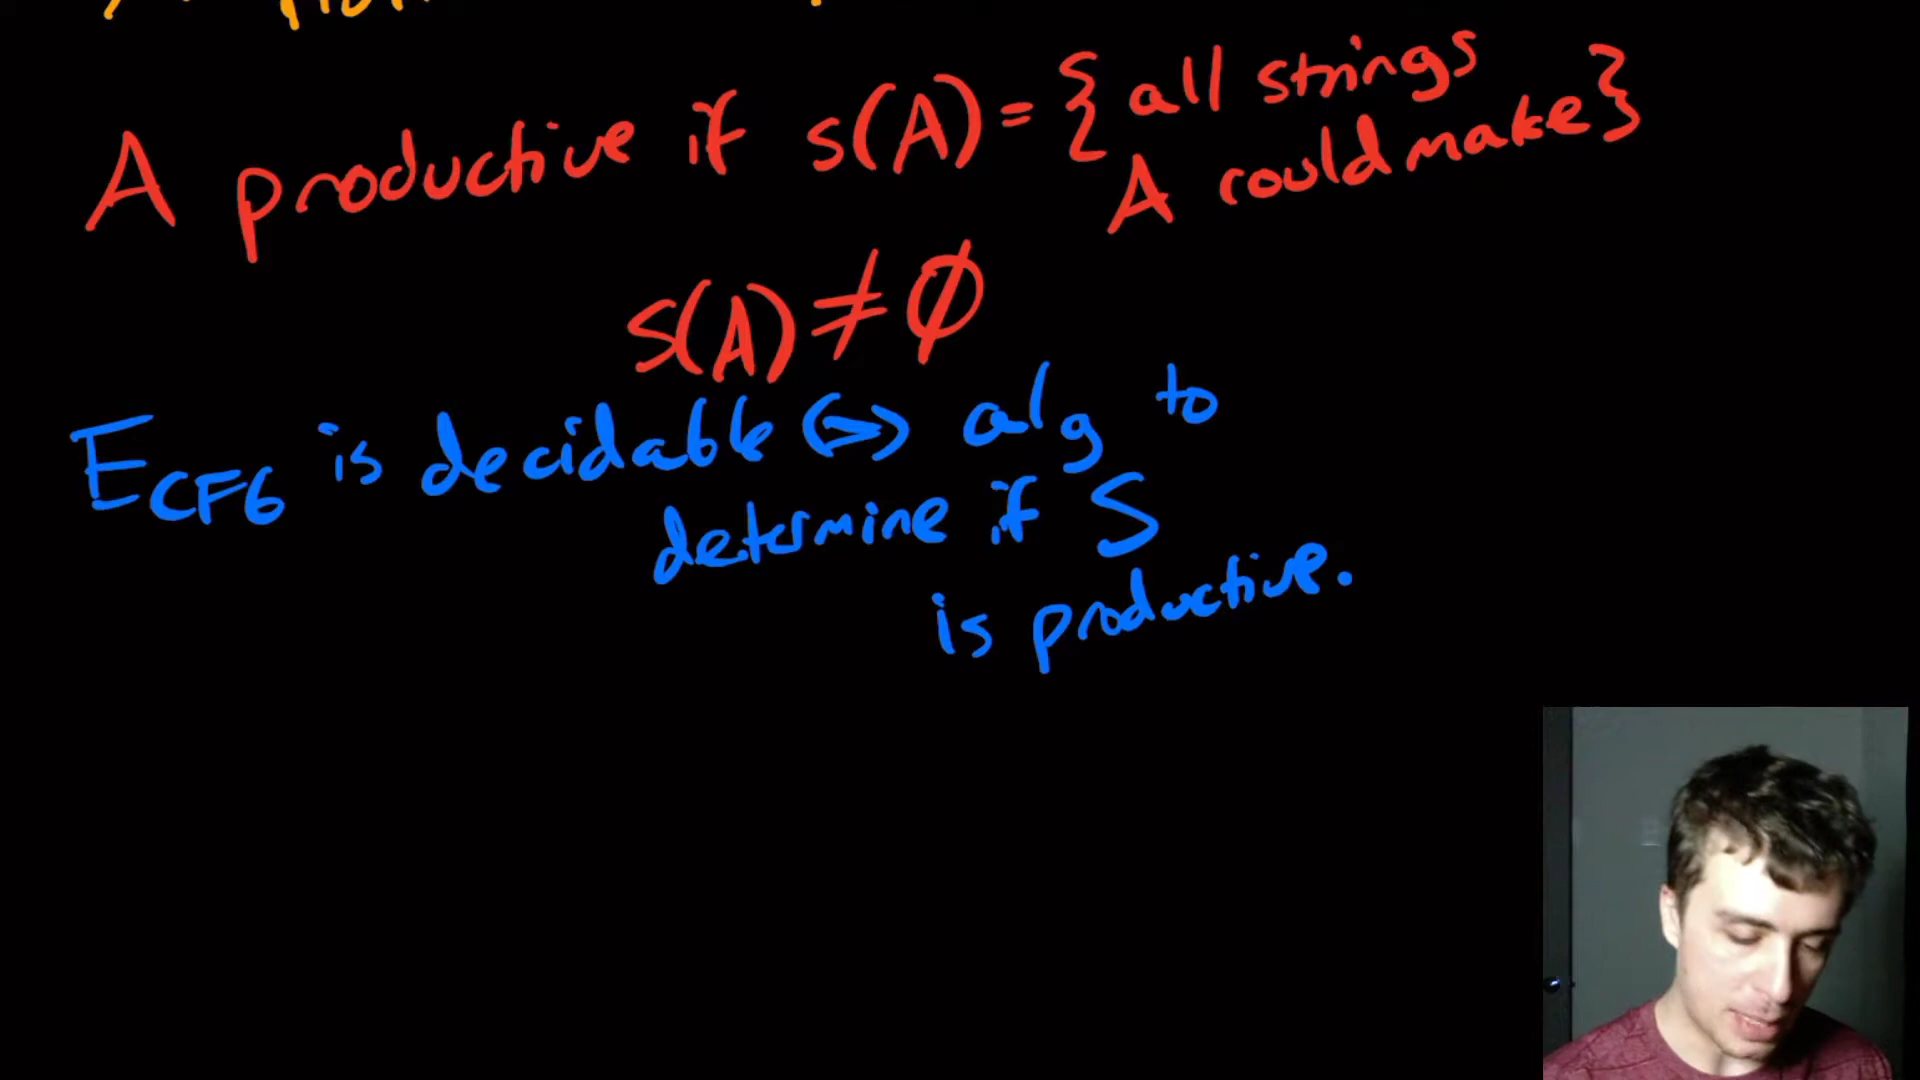 A productive if s(A) = { all strings
A could make }
s(A) ≠ ∅
E_CFG is decidable ↔ alg to
determine if S
is productive.